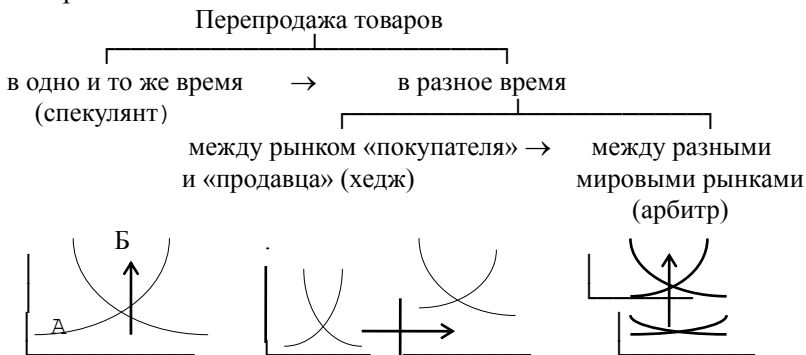 Перепродажа товаров
в одно и то же время → в разное время
(спекулянт)
между рынком «покупателя» → между разными
и «продавца» (хедж) мировыми рынками
(арбитр)
Б
А